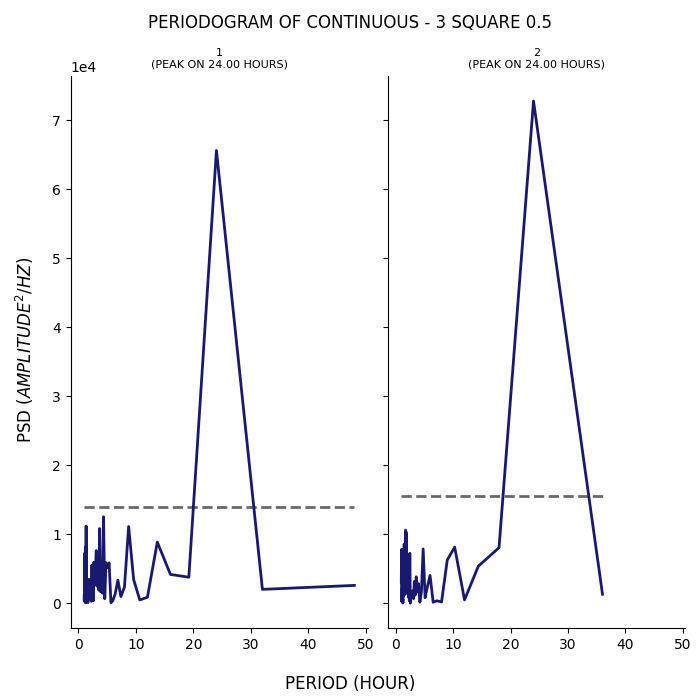 PERIODOGRAM OF CONTINUOUS - 3 SQUARE 0.5
1
(PEAK ON 24.00 HOURS)
2
(PEAK ON 24.00 HOURS)
1e4
7
6
5
4
3
2
1
0
PSD (AMPLITUDE²/HZ)
0 10 20 30 40 50
0 10 20 30 40 50
PERIOD (HOUR)